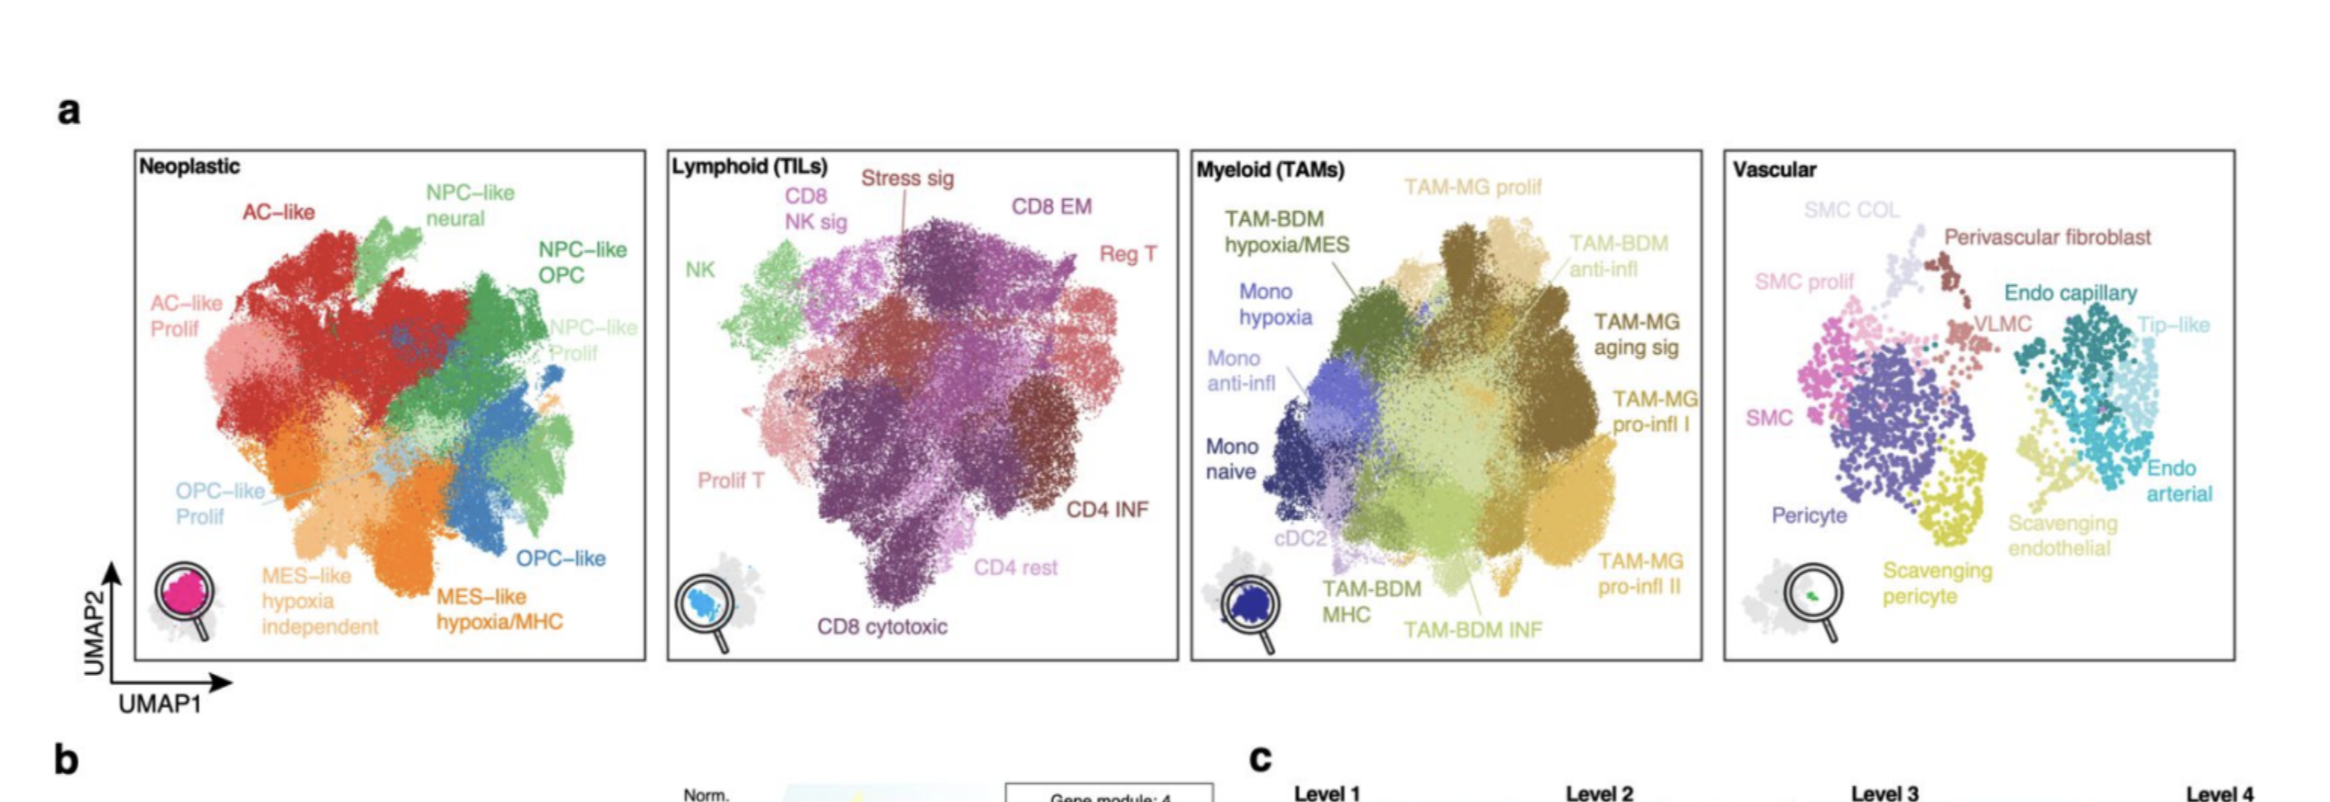 a
Neoplastic
AC–like
NPC–like
neural
NPC–like
OPC
AC–like
Prolif
NPC–like
Prolif
OPC–like
Prolif
OPC–like
MES–like
hypoxia
independent
MES–like
hypoxia/MHC
UMAP2
UMAP1
Lymphoid (TILs)
Stress sig
CD8
NK sig
CD8 EM
NK
Reg T
Prolif T
CD4 INF
CD4 rest
CD8 cytotoxic
Myeloid (TAMs)
TAM-MG prolif
TAM-BDM
hypoxia/MES
TAM-BDM
anti-infl
Mono
hypoxia
TAM-MG
aging sig
Mono
anti-infl
TAM-MG
pro-infl I
Mono
naive
cDC2
TAM-BDM
MHC
TAM-MG
pro-infl II
TAM-BDM INF
Vascular
SMC COL
Perivascular fibroblast
SMC prolif
Endo capillary
VLMC
Tip–like
SMC
Endo
arterial
Pericyte
Scavenging
endothelial
Scavenging
pericyte
b
Norm.
Gene module: 4
c
Level 1
Level 2
Level 3
Level 4